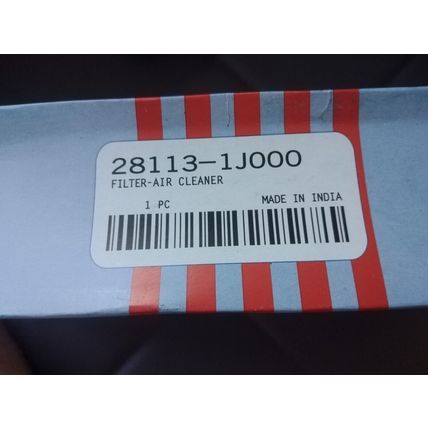 28113-1J000
FILTER-AIR CLEANER
1 PC MADE IN INDIA